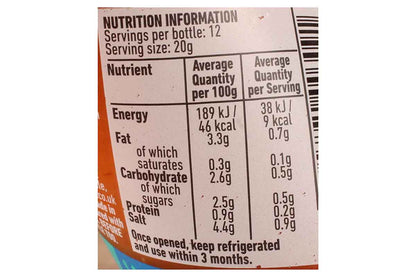 NUTRITION INFORMATION
Servings per bottle: 12
Serving size: 20g
Nutrient Average Quantity per 100g Average Quantity per Serving
Energy 189 kJ / 46 kcal 38 kJ / 9 kcal
Fat 3.3g 0.7g
of which saturates 0.3g 0.1g
Carbohydrate 2.6g 0.5g
of which sugars 2.5g 0.5g
Protein 0.9g 0.2g
Salt 4.4g 0.9g
Once opened, keep refrigerated
and use within 3 months.